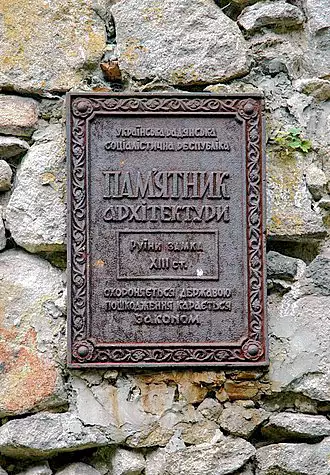 Українська радянська
соціалістична республіка
ПАМ'ЯТНИК
АРХІТЕКТУРИ
РУЇНИ ЗАМКА
XIII СТ.
ОХОРОНЯЄТЬСЯ ДЕРЖАВОЮ
ПОШКОДЖЕННЯ КАРАЄТЬСЯ
ЗАКОНОМ